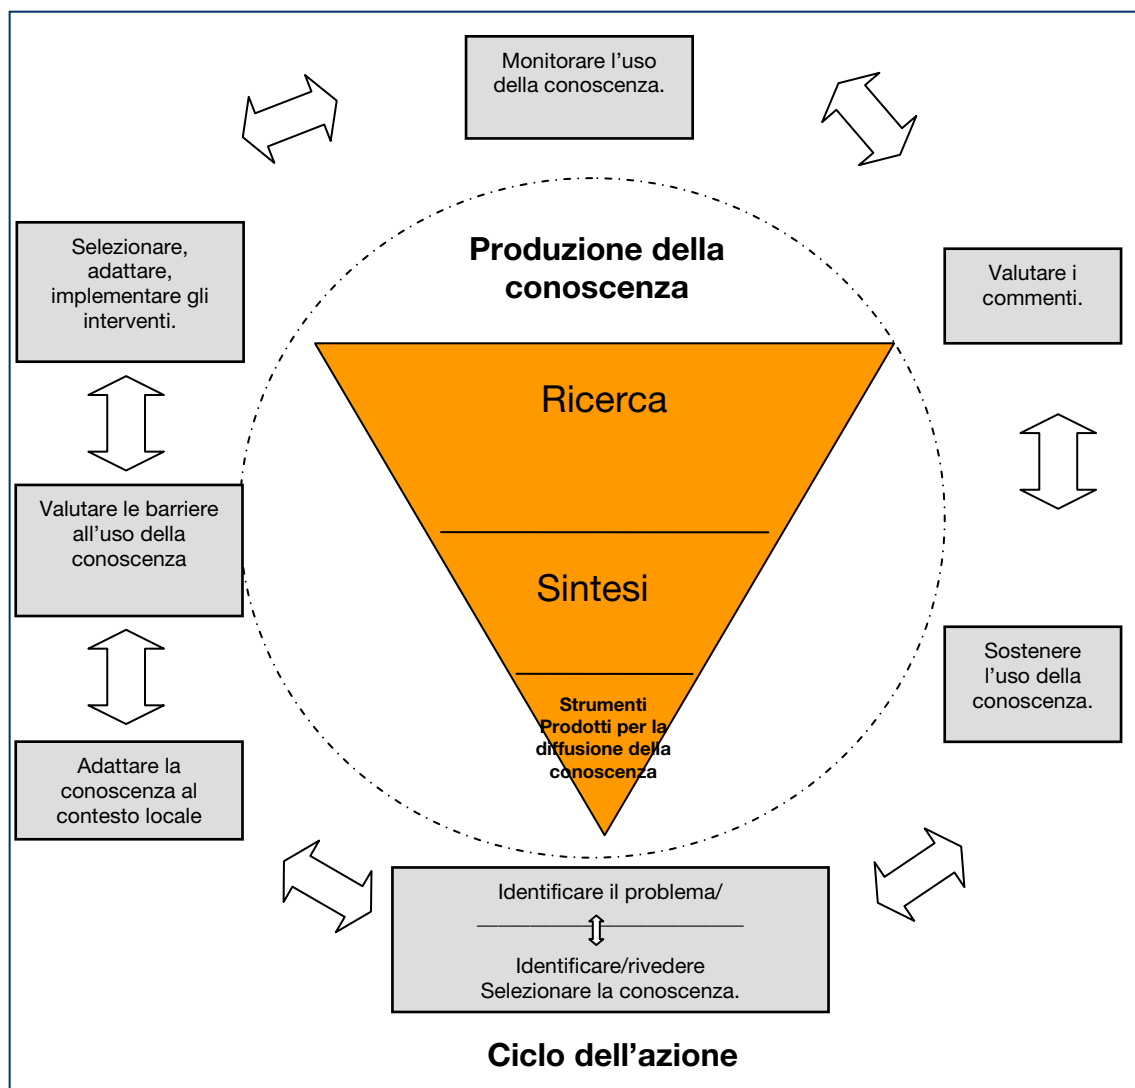 Monitorare l’uso
della conoscenza.
Selezionare,
adattare,
implementare gli
interventi.
Produzione della
conoscenza
Valutare i
commenti.
Ricerca
Valutare le barriere
all’uso della
conoscenza
Sintesi
Sostenere
l’uso della
conoscenza.
Strumenti
Prodotti per la
diffusione della
conoscenza
Adattare la
conoscenza al
contesto locale
Identificare il problema/
Identificare/rivedere
Selezionare la conoscenza.
Ciclo dell’azione